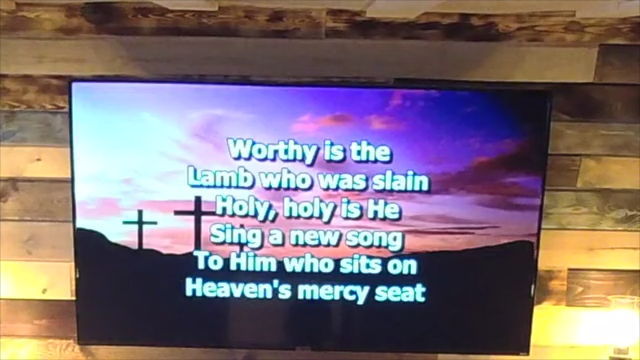 Worthy is the
Lamb who was slain
Holy, holy is He
Sing a new song
To Him who sits on
Heaven's mercy seat